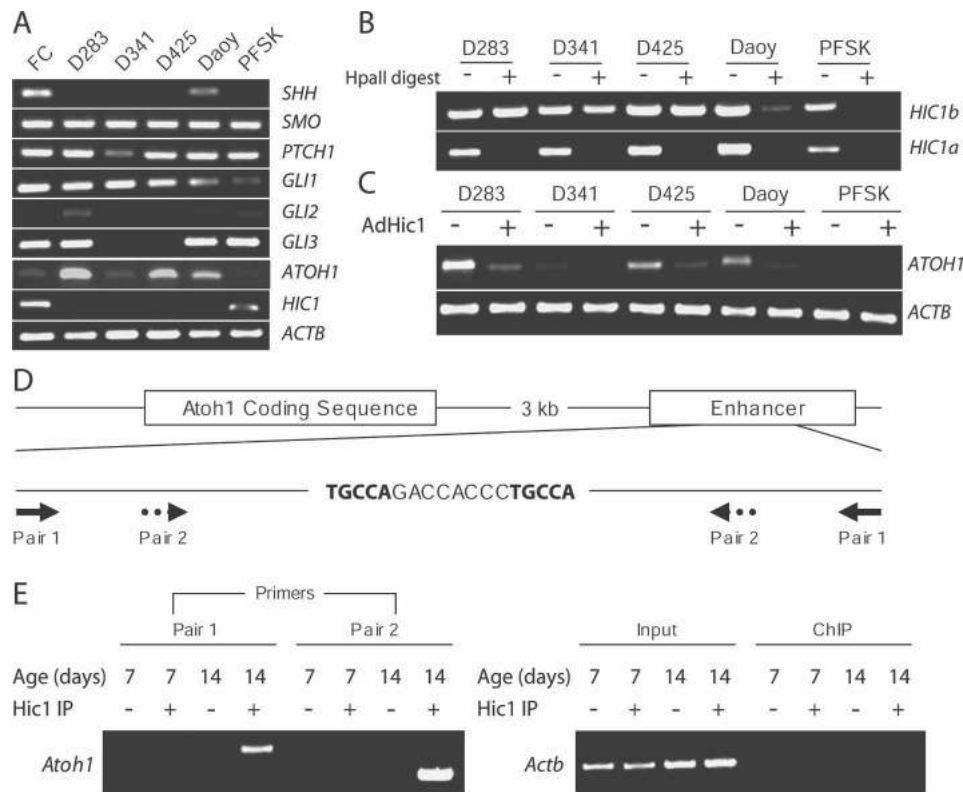 A
FC D283 D341 D425 Daoy PFSK
SHH
SMO
PTCH1
GLI1
GLI2
GLI3
ATOH1
HIC1
ACTB
B
D283 D341 D425 Daoy PFSK
HpaII digest - + - + - + - + - +
HIC1b
HIC1a
C
D283 D341 D425 Daoy PFSK
AdHic1 - + - + - + - + - +
ATOH1
ACTB
D
Atoh1 Coding Sequence 3 kb Enhancer
TGCCAGACCACCCTGCCA
Pair 1 Pair 2 Pair 2 Pair 1
E
Primers
Pair 1 Pair 2
Age (days) 7 7 14 14 7 7 14 14
Hic1 IP - + - + - + - +
Atoh1
Input ChIP
Age (days) 7 7 14 14 7 7 14 14
Hic1 IP - + - + - + - +
Actb